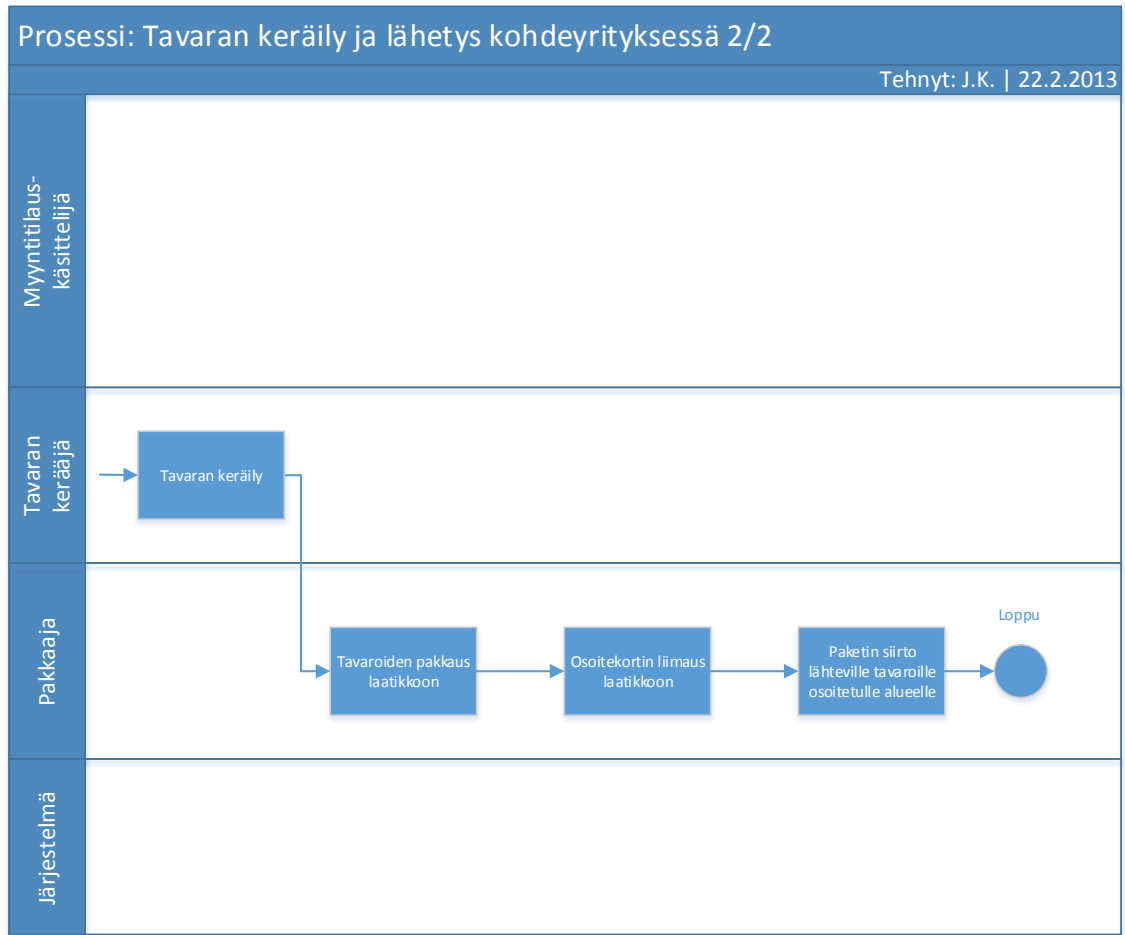 Prosessi: Tavaran keräily ja lähetys kohdeyrityksessä 2/2
Tehnyt: J.K. | 22.2.2013
Myyntitilaus-
käsittelijä
Tavaran
kerääjä
Tavaran keräily
Pakkaaja
Tavaroiden pakkaus
laatikkoon
Osoitekortin liimaus
laatikkoon
Paketin siirto
lähteville tavaroille
osoitetulle alueelle
Loppu
Järjestelmä